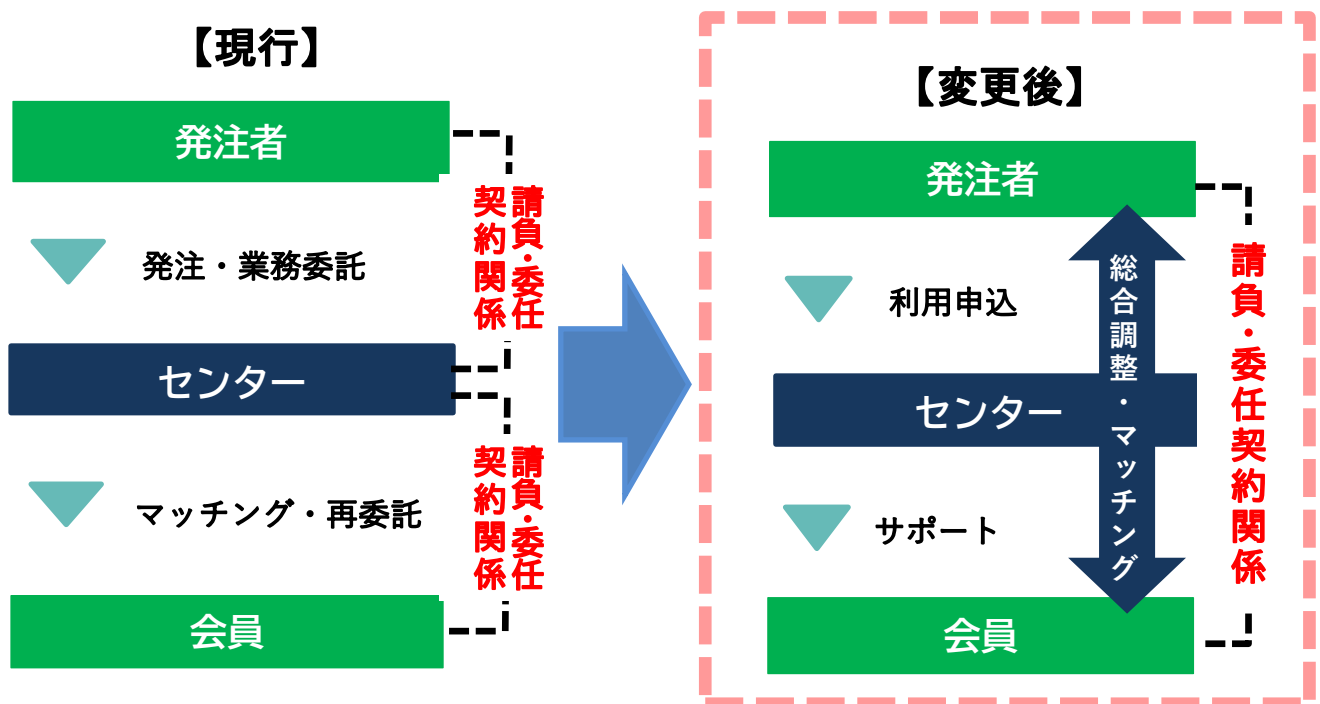 【現行】
発注者
発注・業務委託
請負・委任
契約関係
センター
マッチング・再委託
請負・委任
契約関係
会員
【変更後】
発注者
利用申込
センター
サポート
総合調整・マッチング
請負・委任契約関係
会員